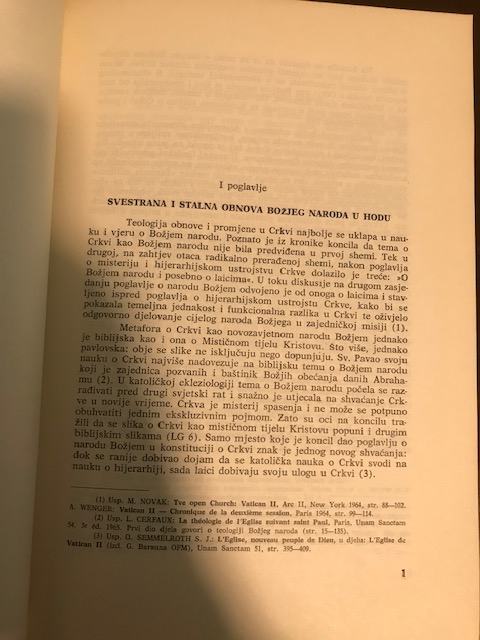 I poglavlje
SVESTRANA I STALNA OBNOVA BOŽJEG NARODA U HODU
Teologija obnove i promjene u Crkvi najbolje se uklapa u nau-
ku i vjeru o Božjem narodu. Poznato je iz kronike koncila da tema o
Crkvi kao Božjem narodu nije bila predviđena u prvoj shemi. Tek u
drugoj, na zahtjev otaca radikalno prerađenoj shemi, nakon poglavlja
o misteriju i hijerarhijskom ustrojstvu Crkve dolazilo je treće: »O
Božjem narodu i posebno o laicima«. U toku diskusije na drugom zasje-
danju poglavlje o narodu Božjem odvojeno je od onoga o laicima i stav-
ljeno ispred poglavlja o hijerarhijskom ustrojstu Crkve, kako bi se
pokazala temeljna jednakost i funkcionalna razlika u Crkvi te oživjelo
odgovorno djelovanje cijelog naroda Božjega u zajedničkoj misiji (1).
Metafora o Crkvi kao novozavjetnom narodu Božjem jednako
je biblijska kao i ona o Mističnom tijelu Kristovu. Što više, jednako
pavlovska: obje se slike ne isključuju nego dopunjuju. Sv. Pavao svoju
nauku o Crkvi najviše nadovezuje na biblijsku temu o Božjem narodu
koji je zajednica pozvanih i baštinik Božjih obećanja danih Abraha-
mu (2). U katoličkoj ekleziologiji tema o Božjem narodu počela se raz-
rađivati pred drugi svjetski rat i snažno je utjecala na shvaćanje Crk-
ve u novije vrijeme. Crkva je misterij spasenja i ne može se potpuno
obuhvatiti jednim ekskluzivnim pojmom. Zato su oci na koncilu tra-
žili da se slika o Crkvi kao mističnom tijelu Kristovu popuni i drugim
biblijskim slikama (LG 6). Samo mjesto koje je koncil dao poglavlju o
narodu Božjem u konstituciji o Crkvi znak je jednog novog shvaćanja:
dok se ranije dobivao dojam da se katolička nauka o Crkvi svodi na
nauku o hijerarhiji, sada laici dobivaju svoju ulogu u Crkvi (3).
(1) Usp. M. NOVAK: Tve open Church: Vatican II, Arc II, New York 1964, str. 88—102.
A. WENGER: Vatican II — Chronique de la deuxième session, Paris 1964, str. 99—114.
(2) Usp. L. CERFAUX: La théologie de l'Eglise suivant saint Paul, Paris, Unam Sanctam
54, 3e éd. 1965. Prvi dio djela govori o teologiji Božjeg naroda (str. 15—135).
(3) Usp. O. SEMMELROTH S. J.: L'Eglise, nouveau peuple de Dieu, u djelu: L'Eglise de
Vatican II (izd. G. Barauna OFM), Unam Sanctam 51, str. 395—409.
1